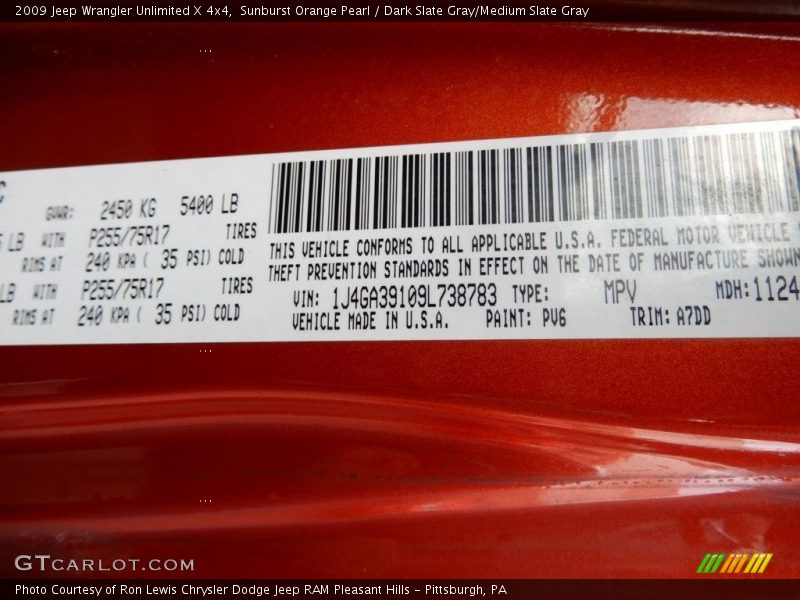 2009 Jeep Wrangler Unlimited X 4x4,  Sunburst Orange Pearl / Dark Slate Gray/Medium Slate Gray
GVWR: 2450 KG 5400 LB
LB WITH P255/75R17 TIRES
RIMS AT 240 KPA ( 35 PSI) COLD
LB WITH P255/75R17 TIRES
RIMS AT 240 KPA ( 35 PSI) COLD
THIS VEHICLE CONFORMS TO ALL APPLICABLE U.S.A. FEDERAL MOTOR VEHICLE
THEFT PREVENTION STANDARDS IN EFFECT ON THE DATE OF MANUFACTURE SHOWN
VIN: 1J4GA39109L738783 TYPE: MPV MDH: 1124
VEHICLE MADE IN U.S.A. PAINT: PV6 TRIM: A7DD
GTCARLOT.COM
Photo Courtesy of Ron Lewis Chrysler Dodge Jeep RAM Pleasant Hills - Pittsburgh, PA